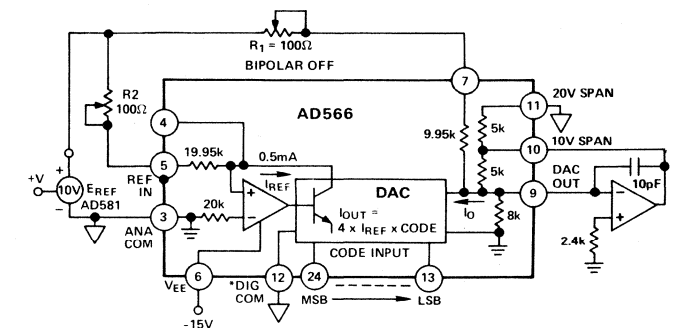 R1 = 100Ω
BIPOLAR OFF
7
R2
100Ω
AD566
11
20V SPAN
4
5k
10
10V SPAN
9.95k
19.95k
0.5mA
5
REF
IN
IREF
DAC
5k
9
DAC
OUT
10pF
+V
+
10V
−
EREF
AD581
+
−
IOUT =
4 × IREF × CODE
IO
8k
−
+
3
ANA
COM
20k
CODE INPUT
2.4k
6
VEE
*DIG
COM
12
24
MSB
13
LSB
-15V